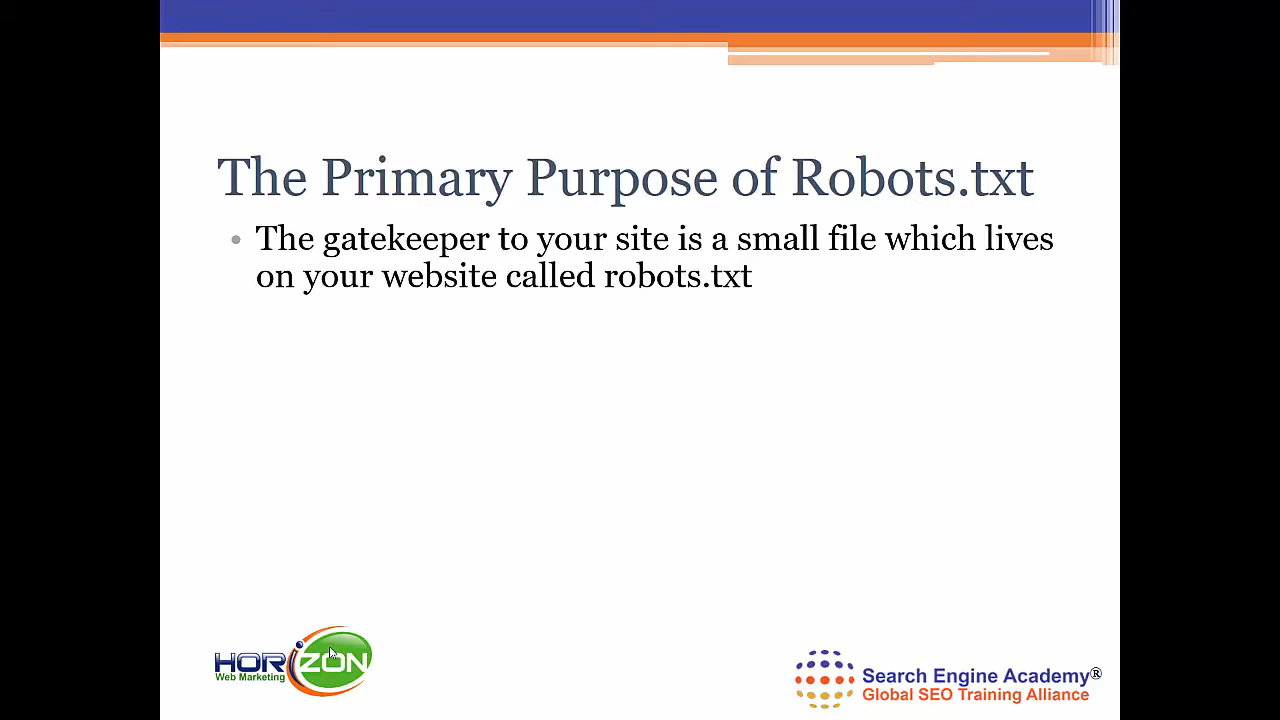 The Primary Purpose of Robots.txt
• The gatekeeper to your site is a small file which lives
on your website called robots.txt
HORiZON
Web Marketing
Search Engine Academy®
Global SEO Training Alliance